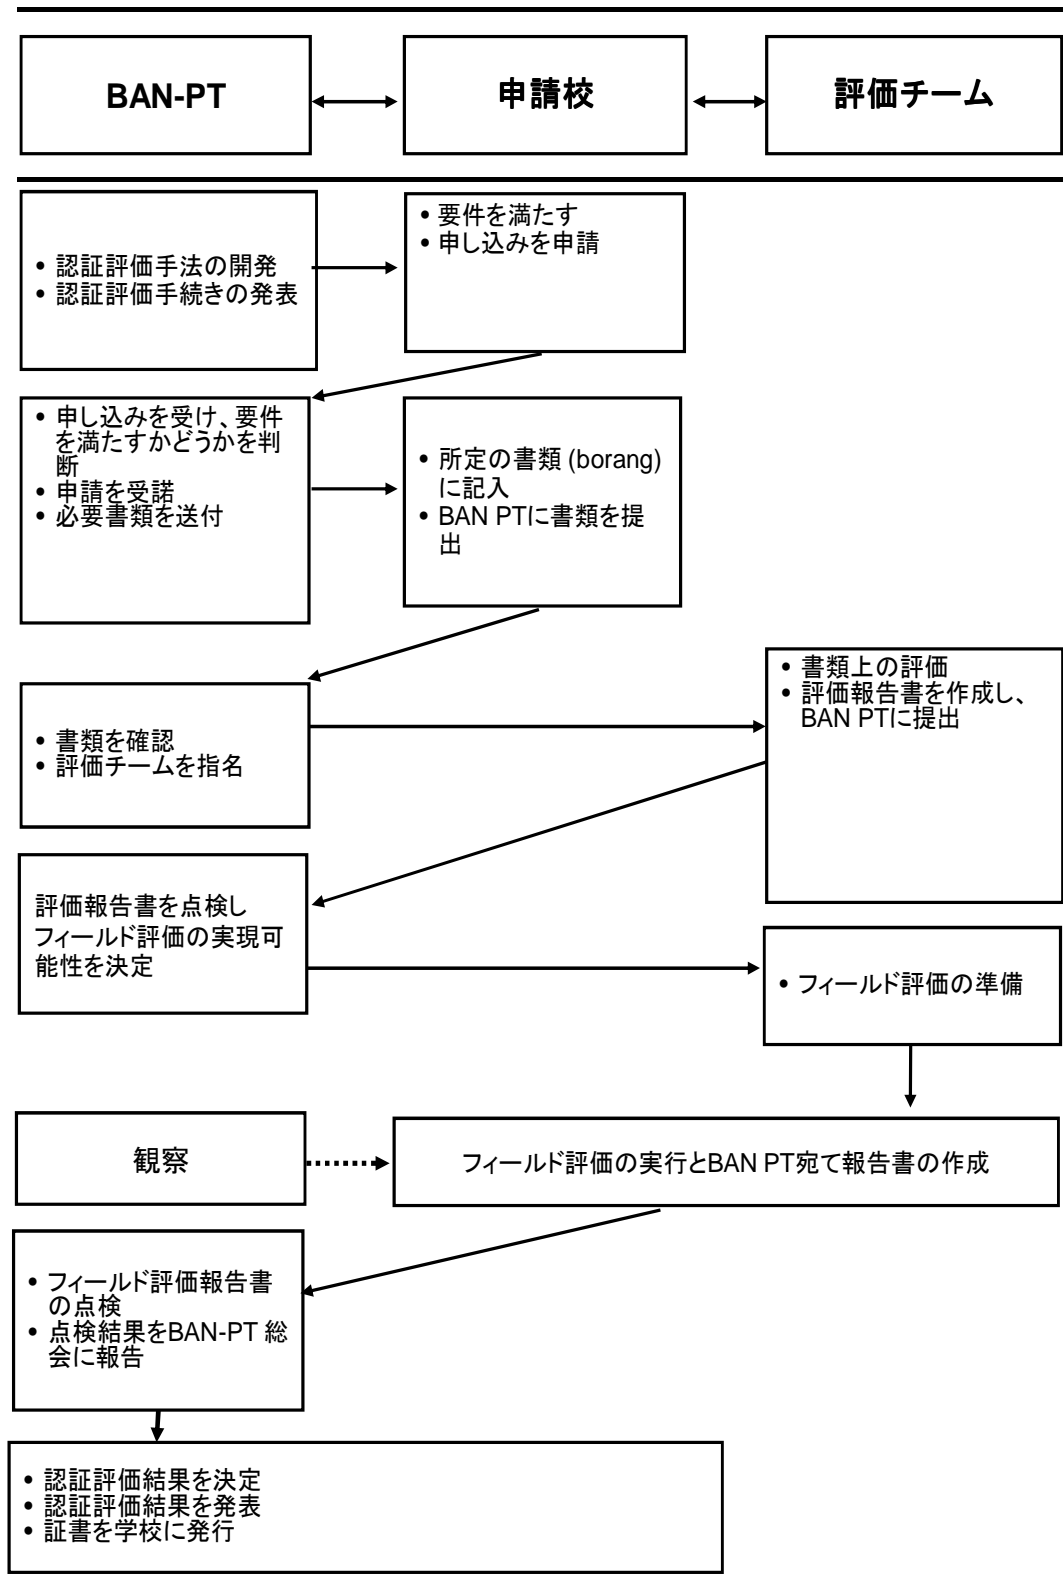 BAN-PT
申請校
評価チーム
• 認証評価手法の開発
• 認証評価手続きの発表
• 要件を満たす
• 申し込みを申請
• 申し込みを受け、要件
を満たすかどうかを判
断
• 申請を受諾
• 必要書類を送付
• 所定の書類 (borang)
に記入
• BAN PTに書類を提
出
• 書類を確認
• 評価チームを指名
• 書類上の評価
• 評価報告書を作成し、
BAN PTに提出
評価報告書を点検し
フィールド評価の実現可
能性を決定
• フィールド評価の準備
観察
フィールド評価の実行とBAN PT宛て報告書の作成
• フィールド評価報告書
の点検
• 点検結果をBAN-PT 総
会に報告
• 認証評価結果を決定
• 認証評価結果を発表
• 証書を学校に発行